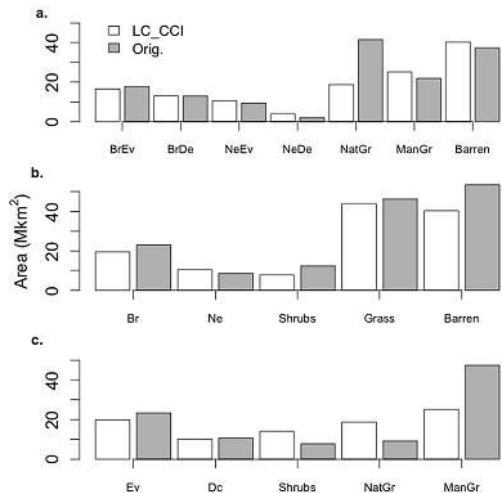 a.
LC_CCI
Orig.
0 20 40
BrEv BrDe NeEv NeDe NatGr ManGr Barren
b.
Area (Mkm²)
0 20 40
Br Ne Shrubs Grass Barren
c.
0 20 40
Ev Dc Shrubs NatGr ManGr